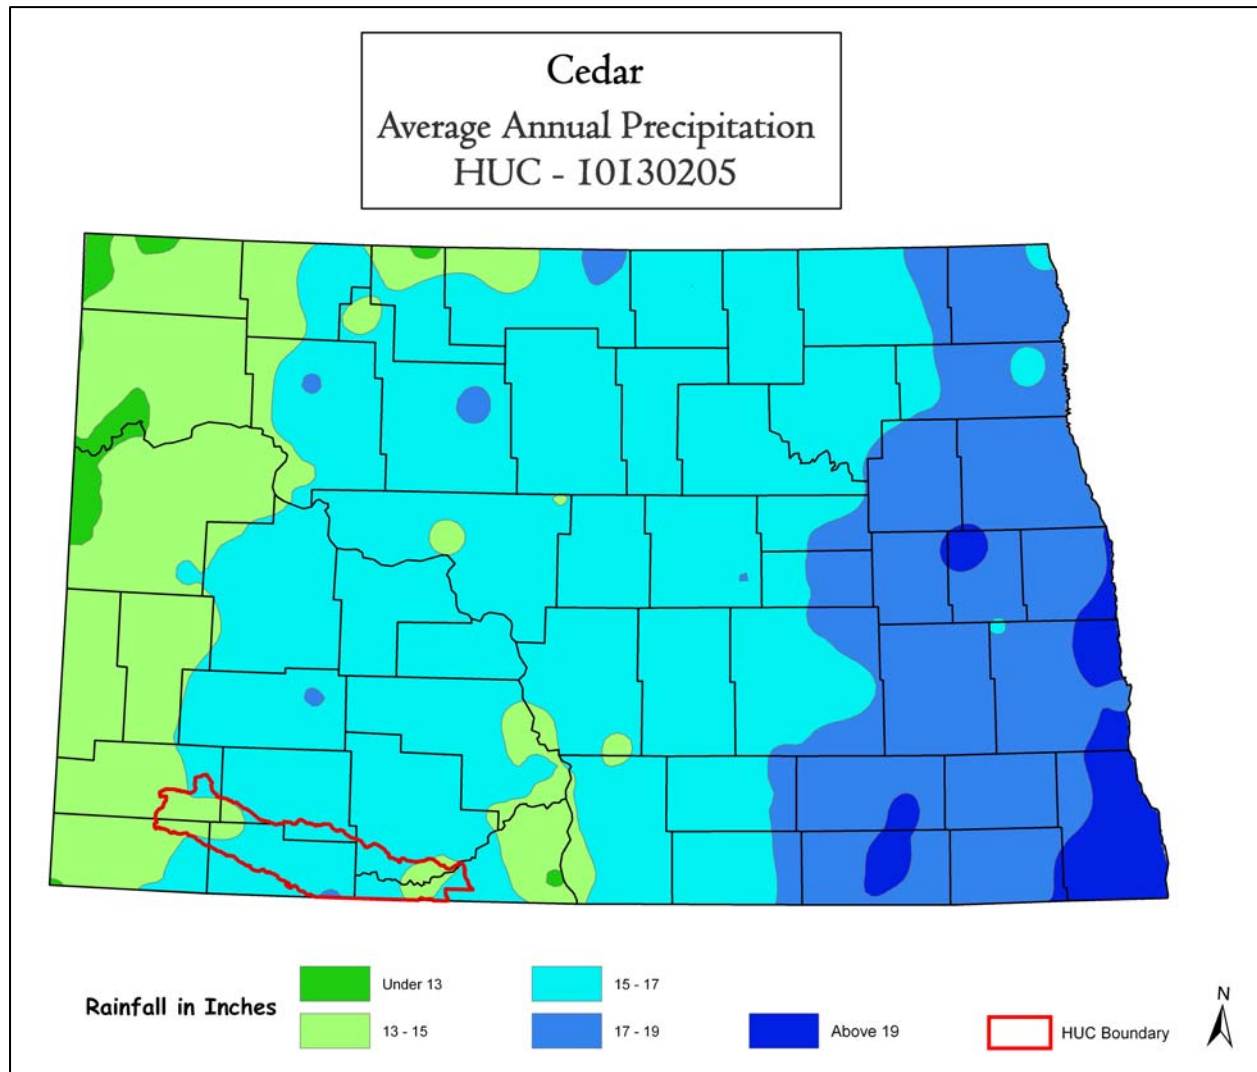 Cedar
Average Annual Precipitation
HUC - 10130205
Rainfall in Inches
Under 13
13 - 15
15 - 17
17 - 19
Above 19
HUC Boundary
N